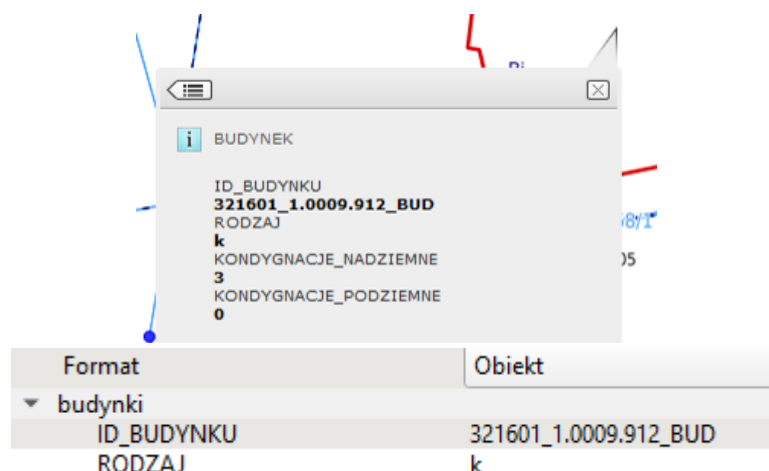 BUDYNEK
ID_BUDYNKU
321601_1.0009.912_BUD
RODZAJ
k
KONDYGNACJE_NADZIEMNE
3
KONDYGNACJE_PODZIEMNE
0
Format Obiekt
budynki
ID_BUDYNKU 321601_1.0009.912_BUD
RODZAJ k